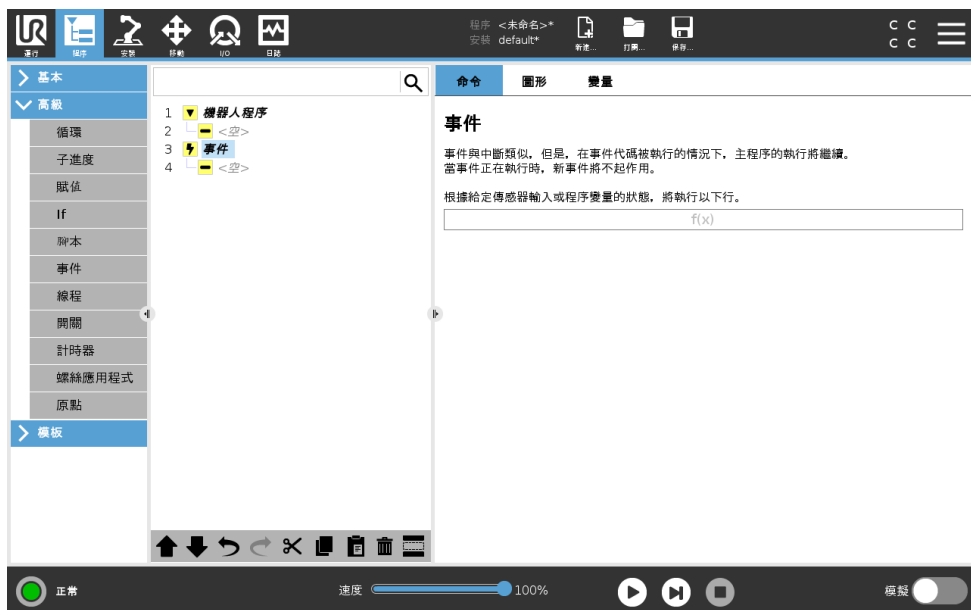 運行 程序 安裝 移動 I/O 日誌
程序 <未命名>*
安裝 default*
新建... 打開... 保存...
C C
C C
基本
高級
循環
子進度
賦值
If
腳本
事件
線程
開關
計時器
螺絲應用程式
原點
模板
1 機器人程序
2 <空>
3 事件
4 <空>
命令 圖形 變量
事件
事件與中斷類似，但是，在事件代碼被執行的情況下，主程序的執行將繼續。
當事件正在執行時，新事件將不起作用。
根據給定傳感器輸入或程序變量的狀態，將執行以下行。
f(x)
正常
速度 100%
模擬